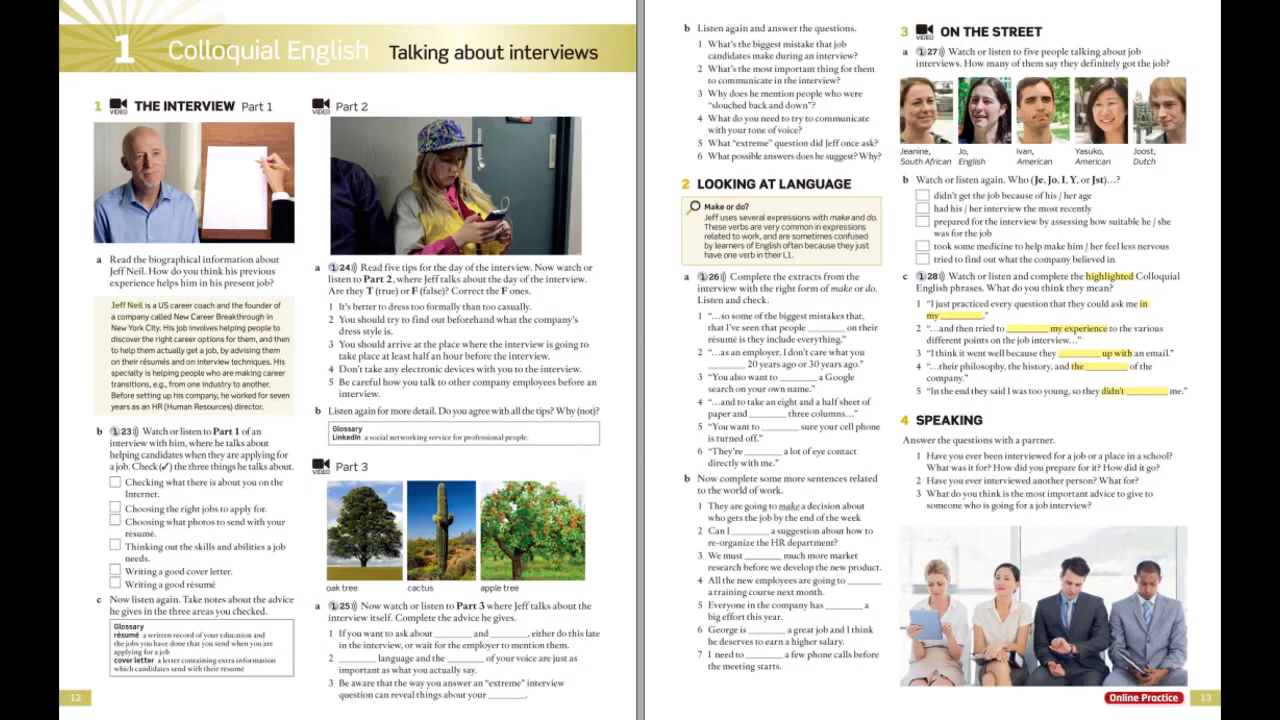 1 Colloquial English Talking about interviews
1 VIDEO THE INTERVIEW Part 1
a Read the biographical information about
Jeff Neil. How do you think his previous
experience helps him in his present job?
Jeff Neil is a US career coach and the founder of
a company called New Career Breakthrough in
New York City. His job involves helping people to
discover the right career options for them, and then
to help them actually get a job, by advising them
on their résumés and on interview techniques. His
specialty is helping people who are making career
transitions, e.g., from one industry to another.
Before setting up his company, he worked for seven
years as an HR (Human Resources) director.
b 1 23)) Watch or listen to Part 1 of an
interview with him, where he talks about
helping candidates when they are applying for
a job. Check (✓) the three things he talks about.
Checking what there is about you on the
Internet.
Choosing the right jobs to apply for.
Choosing what photos to send with your
résumé.
Thinking out the skills and abilities a job
needs.
Writing a good cover letter.
Writing a good résumé
c Now listen again. Take notes about the advice
he gives in the three areas you checked.
Glossary
résumé a written record of your education and
the jobs you have done that you send when you are
applying for a job
cover letter a letter containing extra information
which candidates send with their résumé
12
VIDEO Part 2
a 1 24)) Read five tips for the day of the interview. Now watch or
listen to Part 2, where Jeff talks about the day of the interview.
Are they T (true) or F (false)? Correct the F ones.
1 It's better to dress too formally than too casually.
2 You should try to find out beforehand what the company's
dress style is.
3 You should arrive at the place where the interview is going to
take place at least half an hour before the interview.
4 Don't take any electronic devices with you to the interview.
5 Be careful how you talk to other company employees before an
interview.
b Listen again for more detail. Do you agree with all the tips? Why (not)?
Glossary
LinkedIn a social networking service for professional people.
VIDEO Part 3
oak tree cactus apple tree
a 1 25)) Now watch or listen to Part 3 where Jeff talks about the
interview itself. Complete the advice he gives.
1 If you want to ask about ________ and ________, either do this late
in the interview, or wait for the employer to mention them.
2 ________ language and the ________ of your voice are just as
important as what you actually say.
3 Be aware that the way you answer an "extreme" interview
question can reveal things about your ________.
b Listen again and answer the questions.
1 What's the biggest mistake that job
candidates make during an interview?
2 What's the most important thing for them
to communicate in the interview?
3 Why does he mention people who were
"slouched back and down"?
4 What do you need to try to communicate
with your tone of voice?
5 What "extreme" question did Jeff once ask?
6 What possible answers does he suggest? Why?
2 LOOKING AT LANGUAGE
Make or do?
Jeff uses several expressions with make and do.
These verbs are very common in expressions
related to work, and are sometimes confused
by learners of English often because they just
have one verb in their L1.
a 1 26)) Complete the extracts from the
interview with the right form of make or do.
Listen and check.
1 "…so some of the biggest mistakes that,
that I've seen that people ________ on their
résumé is they include everything."
2 "…as an employer, I don't care what you
________ 20 years ago or 30 years ago."
3 "You also want to ________ a Google
search on your own name."
4 "…and to take an eight and a half sheet of
paper and ________ three columns…"
5 "You want to ________ sure your cell phone
is turned off."
6 "They're ________ a lot of eye contact
directly with me."
b Now complete some more sentences related
to the world of work.
1 They are going to make a decision about
who gets the job by the end of the week
2 Can I ________ a suggestion about how to
re-organize the HR department?
3 We must ________ much more market
research before we develop the new product.
4 All the new employees are going to ________
a training course next month.
5 Everyone in the company has ________ a
big effort this year.
6 George is ________ a great job and I think
he deserves to earn a higher salary.
7 I need to ________ a few phone calls before
the meeting starts.
3 VIDEO ON THE STREET
a 1 27)) Watch or listen to five people talking about job
interviews. How many of them say they definitely got the job?
Jeanine, Jo, Ivan, Yasuko, Joost,
South African English American American Dutch
b Watch or listen again. Who (Je, Jo, I, Y, or Jst)…?
didn't get the job because of his / her age
had his / her interview the most recently
prepared for the interview by assessing how suitable he / she
was for the job
took some medicine to help make him / her feel less nervous
tried to find out what the company believed in
c 1 28)) Watch or listen and complete the highlighted Colloquial
English phrases. What do you think they mean?
1 "I just practiced every question that they could ask me in
my ________."
2 "…and then tried to ________ my experience to the various
different points on the job interview…"
3 "I think it went well because they ________ up with an email."
4 "…their philosophy, the history, and the ________ of the
company."
5 "In the end they said I was too young, so they didn't ________ me."
4 SPEAKING
Answer the questions with a partner.
1 Have you ever been interviewed for a job or a place in a school?
What was it for? How did you prepare for it? How did it go?
2 Have you ever interviewed another person? What for?
3 What do you think is the most important advice to give to
someone who is going for a job interview?
Online Practice 13